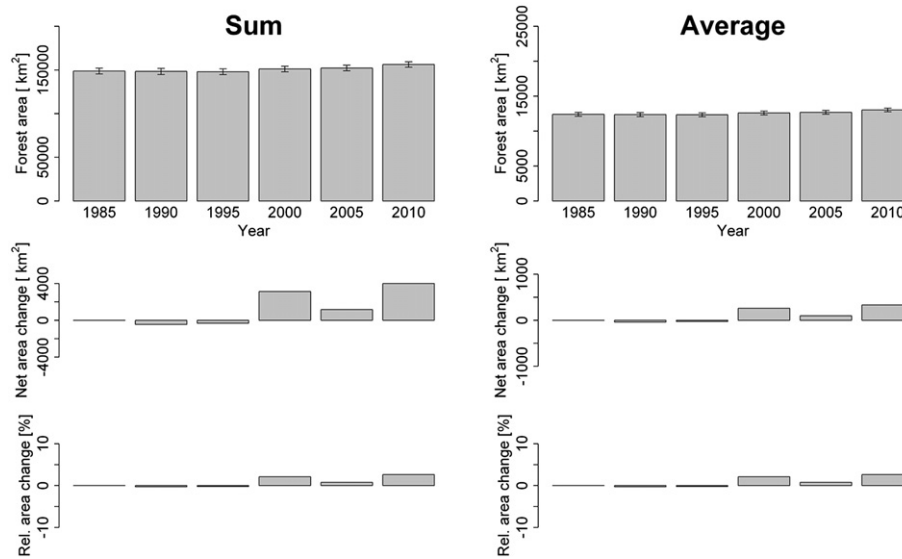 Sum
Forest area [ km²]
0
50000
150000
1985 1990 1995 2000 2005 2010
Year
Net area change [ km²]
-4000
0
4000
Rel. area change [%]
-10
0
10
Average
Forest area [ km²]
0
5000
15000
25000
1985 1990 1995 2000 2005 2010
Year
Net area change [ km²]
-1000
0
1000
Rel. area change [%]
-10
0
10